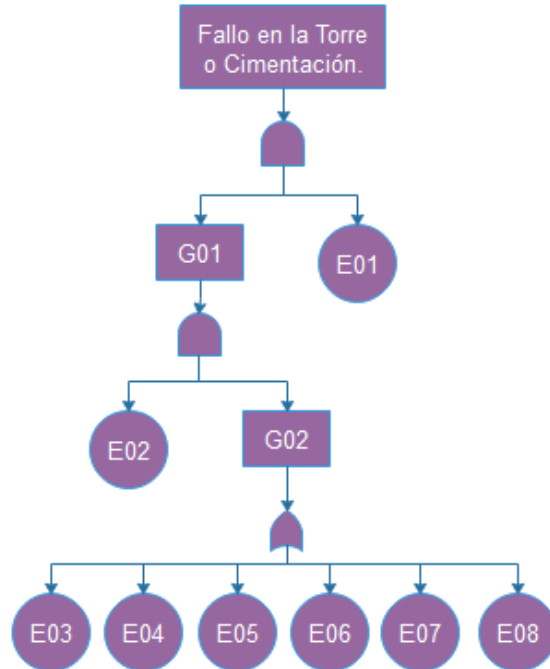 Fallo en la Torre
o Cimentación.
G01
E01
E02
G02
E03
E04
E05
E06
E07
E08